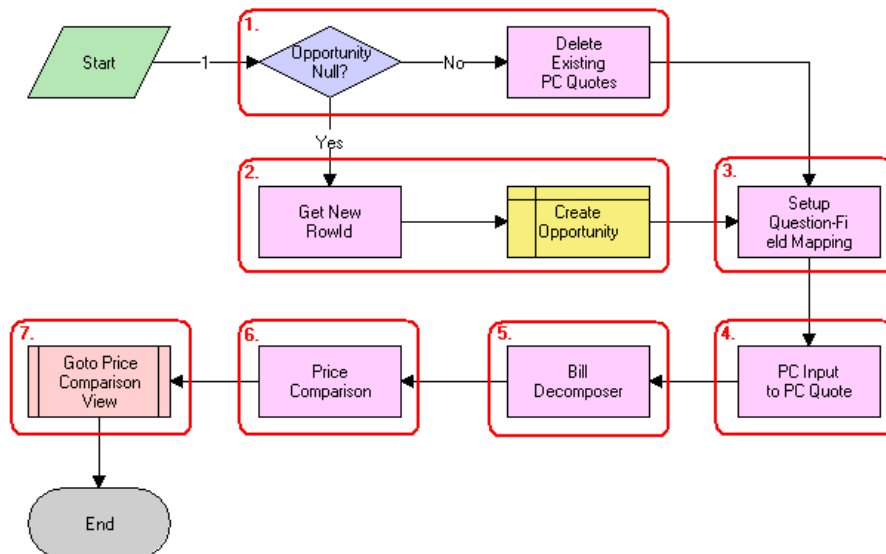 1.
Start
1
Opportunity
Null?
No
Delete
Existing
PC Quotes
Yes
2.
Get New
RowId
Create
Opportunity
3.
Setup
Question-Fi
eld Mapping
7.
Goto Price
Comparison
View
6.
Price
Comparison
5.
Bill
Decomposer
4.
PC Input
to PC Quote
End